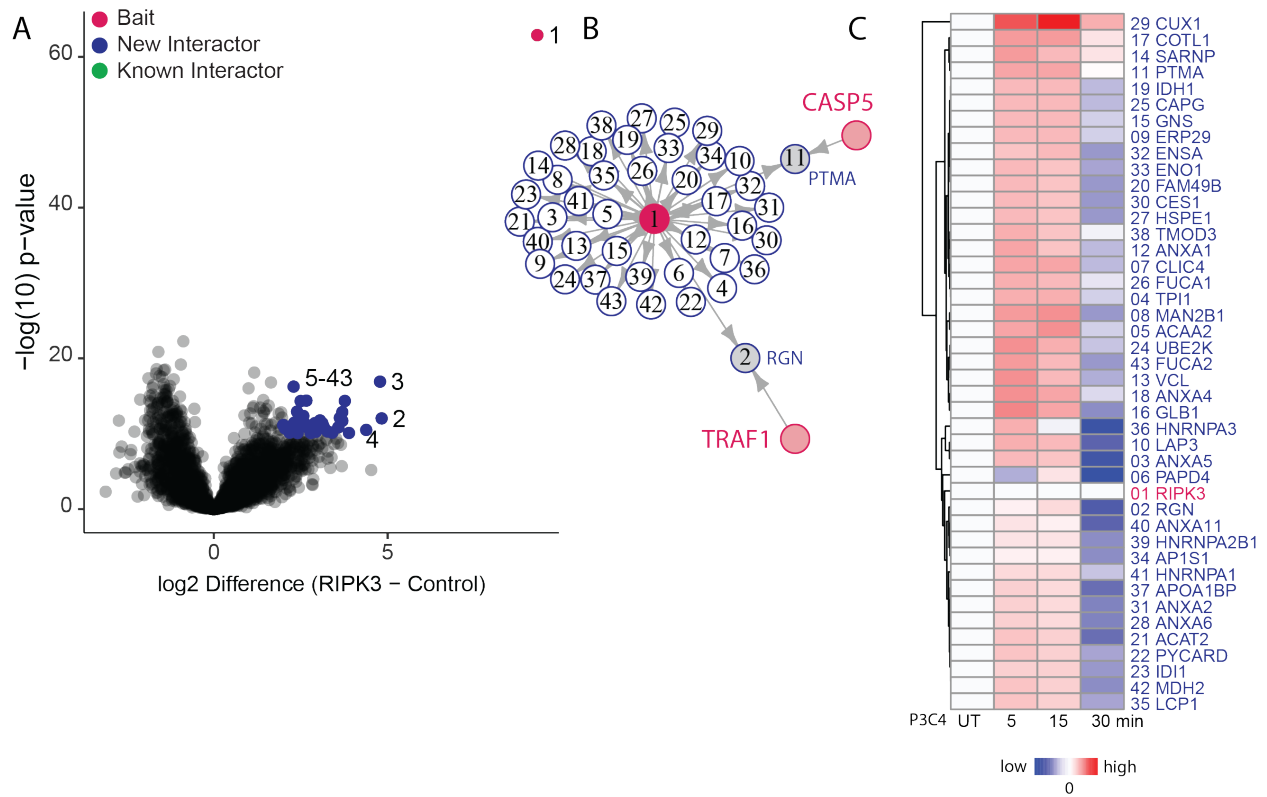 A
Bait
New Interactor
Known Interactor
−log(10) p−value
60
40
20
0
1
5-43
3
2
4
0
5
log2 Difference (RIPK3 − Control)
B
CASP5
11
PTMA
27
38
25
29
19
28
18
33
34
10
14
8
35
26
20
32
23
41
17
31
21
3
5
1
16
40
13
15
12
30
9
7
36
24
37
39
6
4
43
42
22
2
RGN
TRAF1
C
29 CUX1
17 COTL1
14 SARNP
11 PTMA
19 IDH1
25 CAPG
15 GNS
09 ERP29
32 ENSA
33 ENO1
20 FAM49B
30 CES1
27 HSPE1
38 TMOD3
12 ANXA1
07 CLIC4
26 FUCA1
04 TPI1
08 MAN2B1
05 ACAA2
24 UBE2K
43 FUCA2
13 VCL
18 ANXA4
16 GLB1
36 HNRNPA3
10 LAP3
03 ANXA5
06 PAPD4
01 RIPK3
02 RGN
40 ANXA11
39 HNRNPA2B1
34 AP1S1
41 HNRNPA1
37 APOA1BP
31 ANXA2
28 ANXA6
21 ACAT2
22 PYCARD
23 IDI1
42 MDH2
35 LCP1
P3C4 UT 5 15 30 min
low high
0